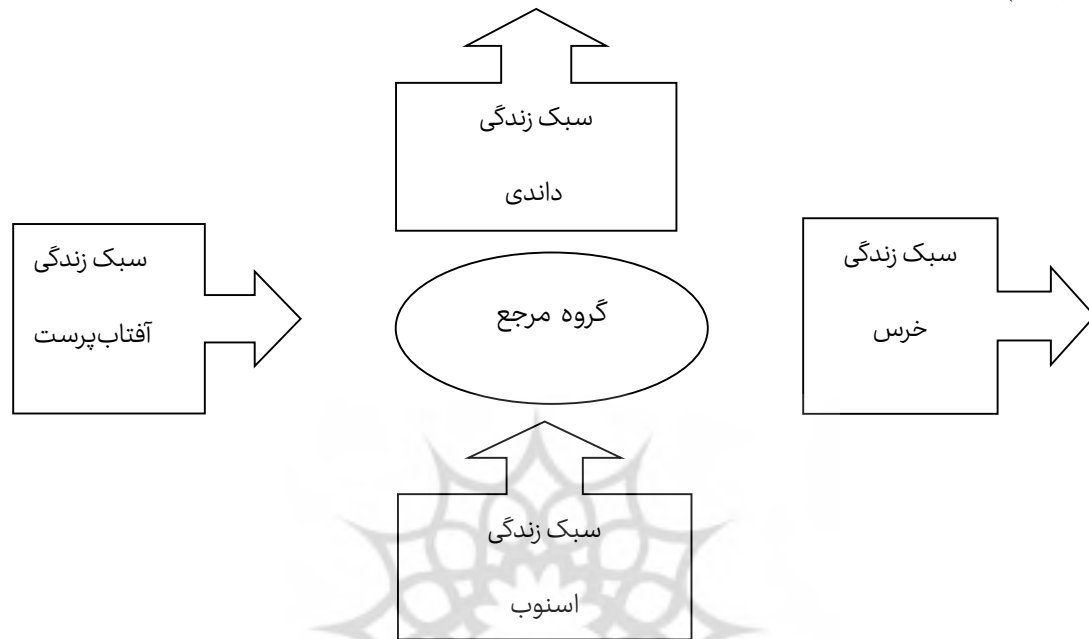 سبک زندگی
داندی
سبک زندگی
خرس
گروه مرجع
سبک زندگی
آفتاب‌پرست
سبک زندگی
اسنوب